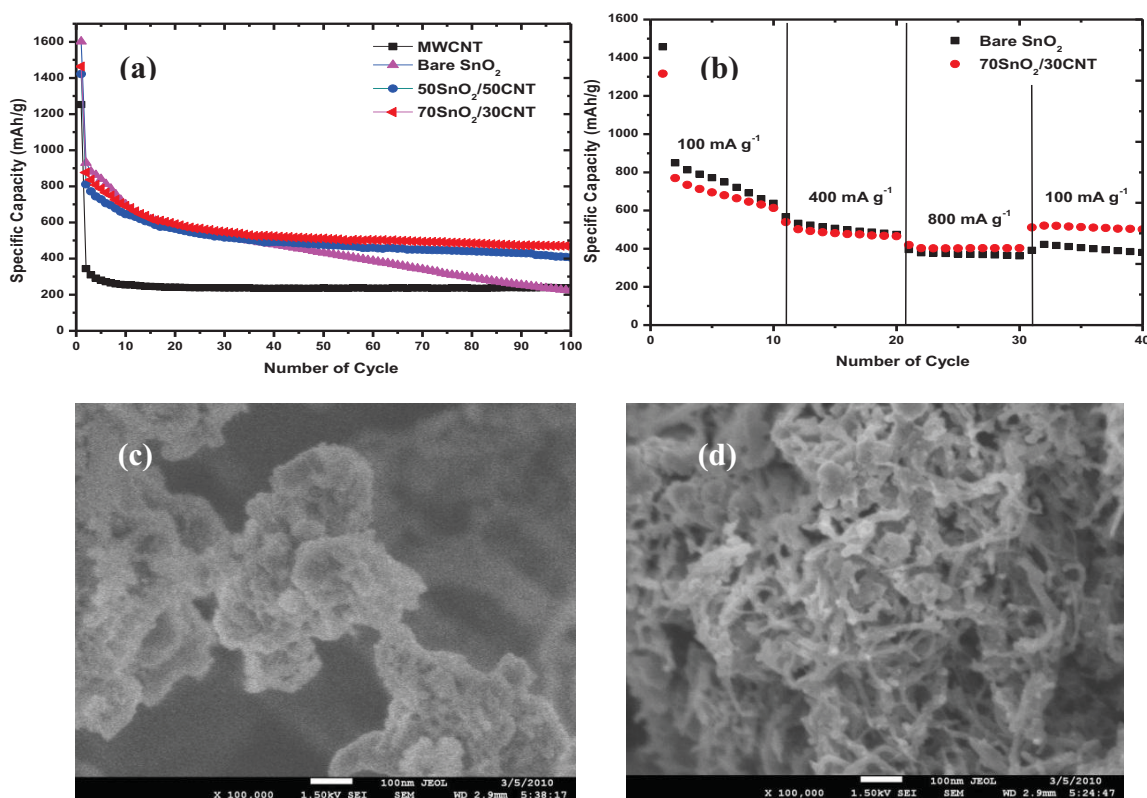 (a)
MWCNT
Bare SnO₂
50SnO₂/50CNT
70SnO₂/30CNT
Specific Capacity (mAh/g)
1600
1400
1200
1000
800
600
400
200
0
0 10 20 30 40 50 60 70 80 90 100
Number of Cycle
(b)
Bare SnO₂
70SnO₂/30CNT
100 mA g⁻¹
400 mA g⁻¹
800 mA g⁻¹
100 mA g⁻¹
Specific Capacity (mAh/g)
1600
1400
1200
1000
800
600
400
200
0
0 10 20 30 40
Number of Cycle
(c)
100nm JEOL 3/5/2010
X 100,000 1.50kV SEI SEM WD 2.9mm 5:38:17
(d)
100nm JEOL 3/5/2010
X 100,000 1.50kV SEI SEM WD 2.9mm 5:24:47